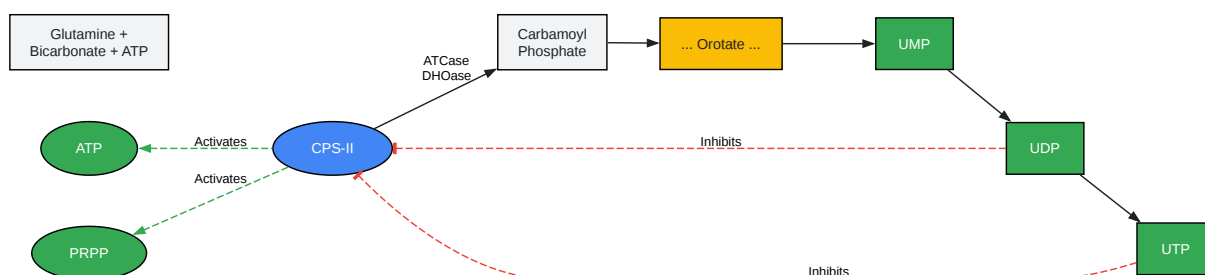 Glutamine +
Bicarbonate + ATP
Carbamoyl
Phosphate
... Orotate ...
UMP
ATCase
DHOase
ATP
Activates
CPS-II
Inhibits
UDP
Activates
PRPP
UTP
Inhibits